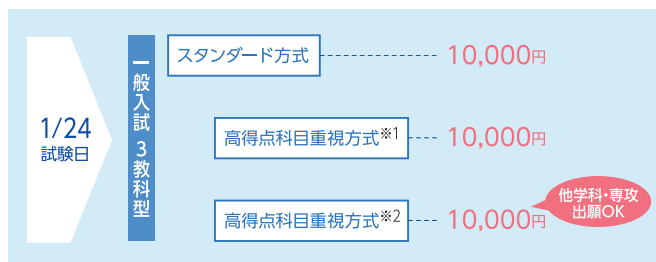 1/24
試験日
一般入試 3教科型
スタンダード方式
10,000円
高得点科目重視方式※1
10,000円
高得点科目重視方式※2
10,000円
他学科・専攻
出願OK